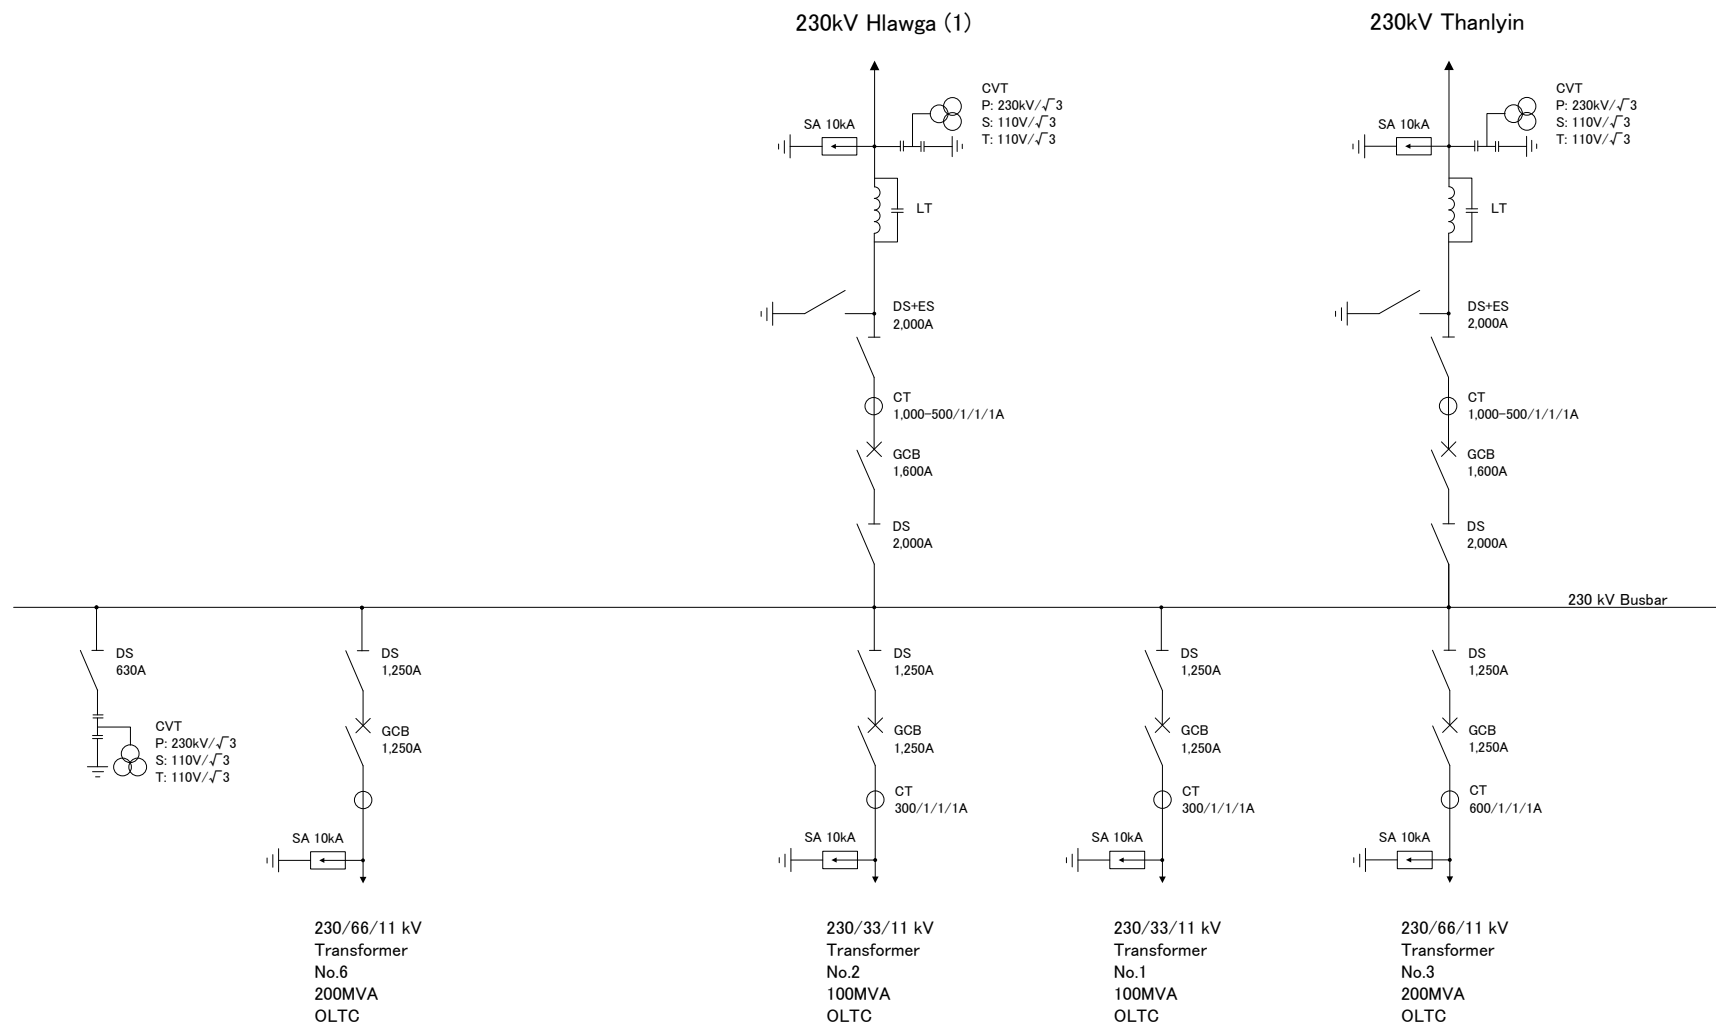 230kV Hlawga (1)
230kV Thanlyin
CVT
P: 230kV/√3
S: 110V/√3
T: 110V/√3
SA 10kA
LT
DS+ES
2,000A
CT
1,000-500/1/1/1A
GCB
1,600A
DS
2,000A
CVT
P: 230kV/√3
S: 110V/√3
T: 110V/√3
SA 10kA
LT
DS+ES
2,000A
CT
1,000-500/1/1/1A
GCB
1,600A
DS
2,000A
230 kV Busbar
DS
630A
CVT
P: 230kV/√3
S: 110V/√3
T: 110V/√3
DS
1,250A
GCB
1,250A
SA 10kA
230/66/11 kV
Transformer
No.6
200MVA
OLTC
DS
1,250A
GCB
1,250A
CT
300/1/1/1A
SA 10kA
230/33/11 kV
Transformer
No.2
100MVA
OLTC
DS
1,250A
GCB
1,250A
CT
300/1/1/1A
SA 10kA
230/33/11 kV
Transformer
No.1
100MVA
OLTC
DS
1,250A
GCB
1,250A
CT
600/1/1/1A
SA 10kA
230/66/11 kV
Transformer
No.3
200MVA
OLTC